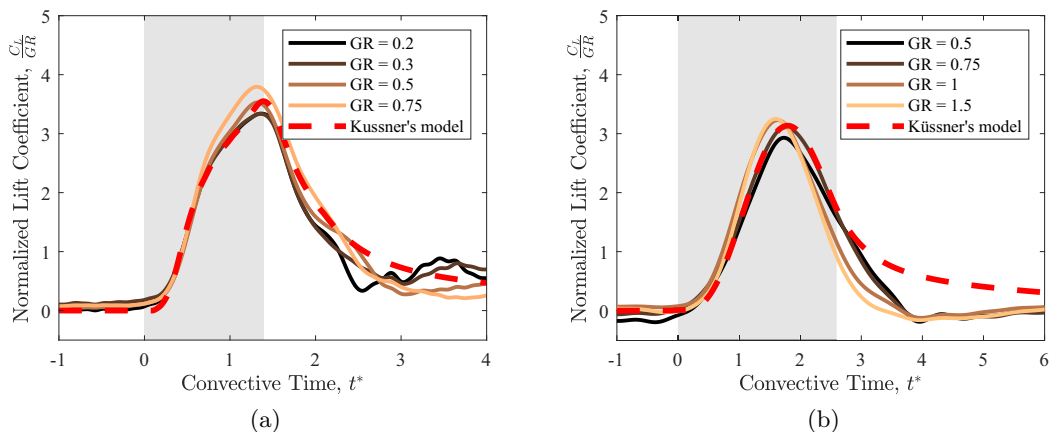 5
4
3
2
1
0
-1
0
1
2
3
4
Normalized Lift Coefficient, C_L/GR
Convective Time, t*
GR = 0.2
GR = 0.3
GR = 0.5
GR = 0.75
Kussner's model
(a)
5
4
3
2
1
0
-1
0
1
2
3
4
5
6
Normalized Lift Coefficient, C_L/GR
Convective Time, t*
GR = 0.5
GR = 0.75
GR = 1
GR = 1.5
Küssner's model
(b)